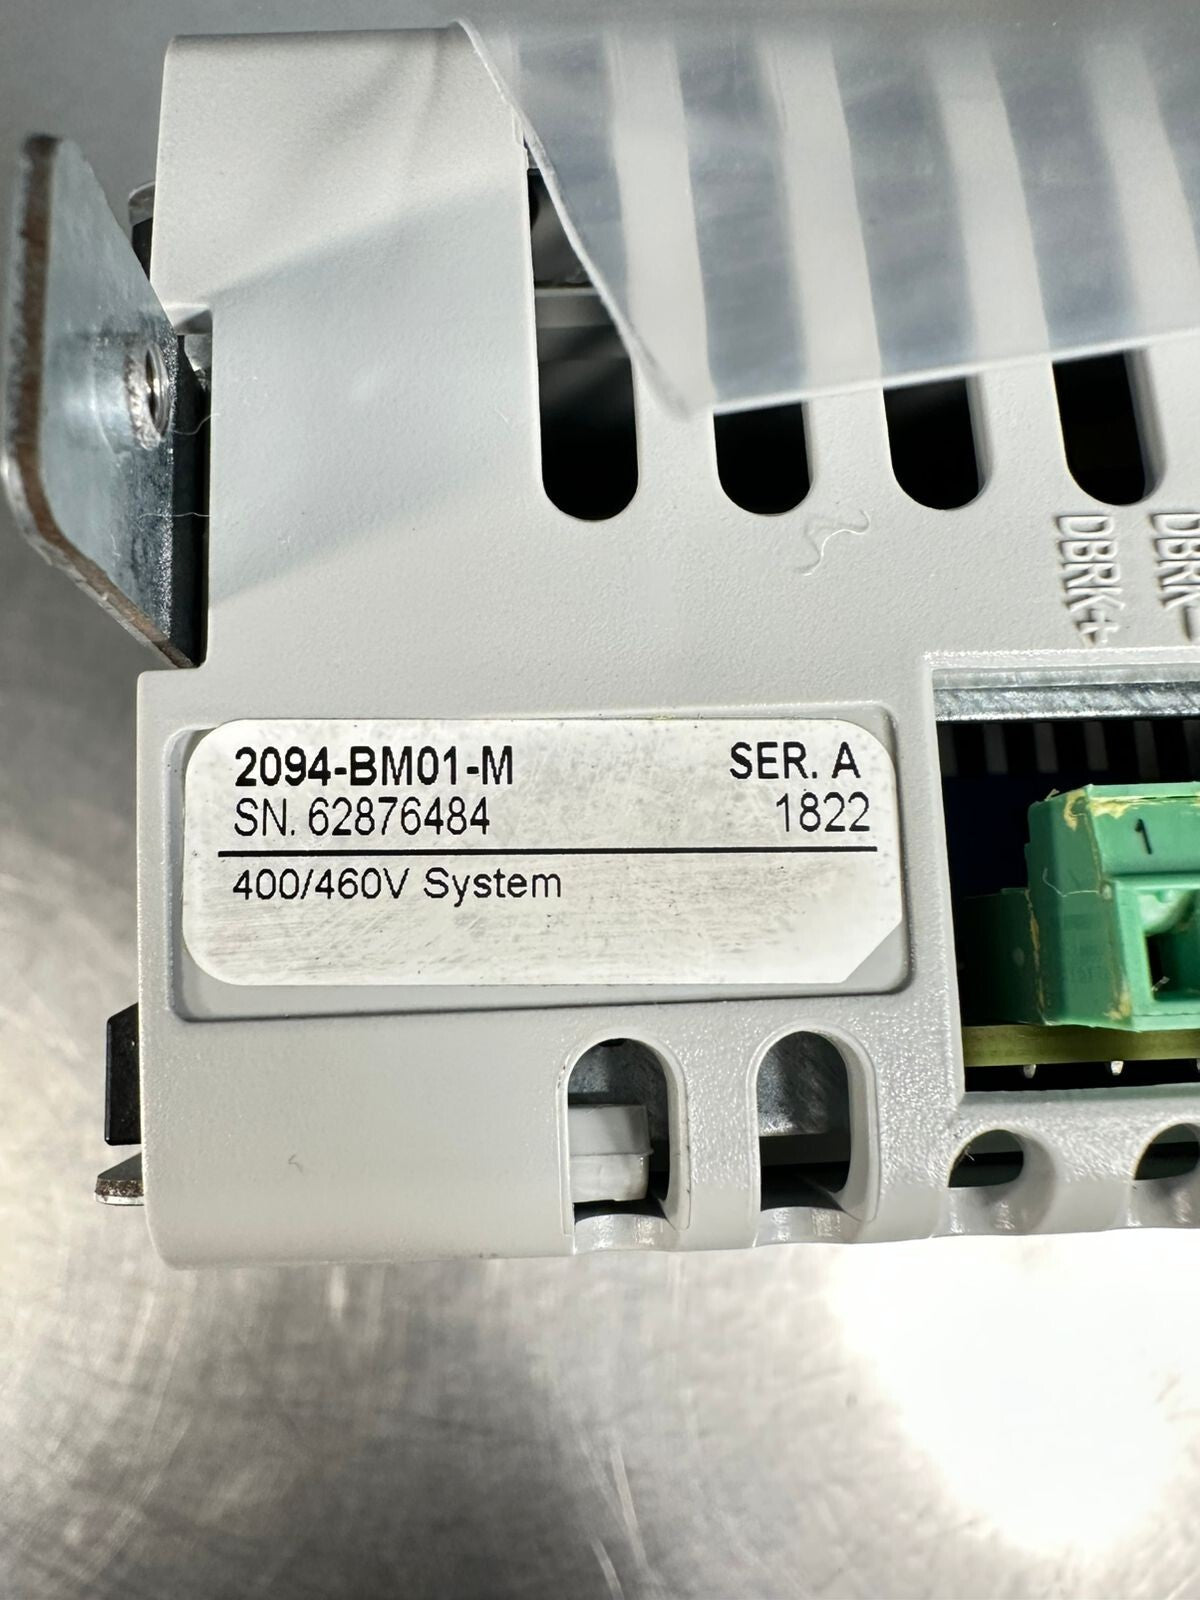 DBRK+
DBRK-
2094-BM01-M SER. A
SN. 62876484 1822
400/460V System
1